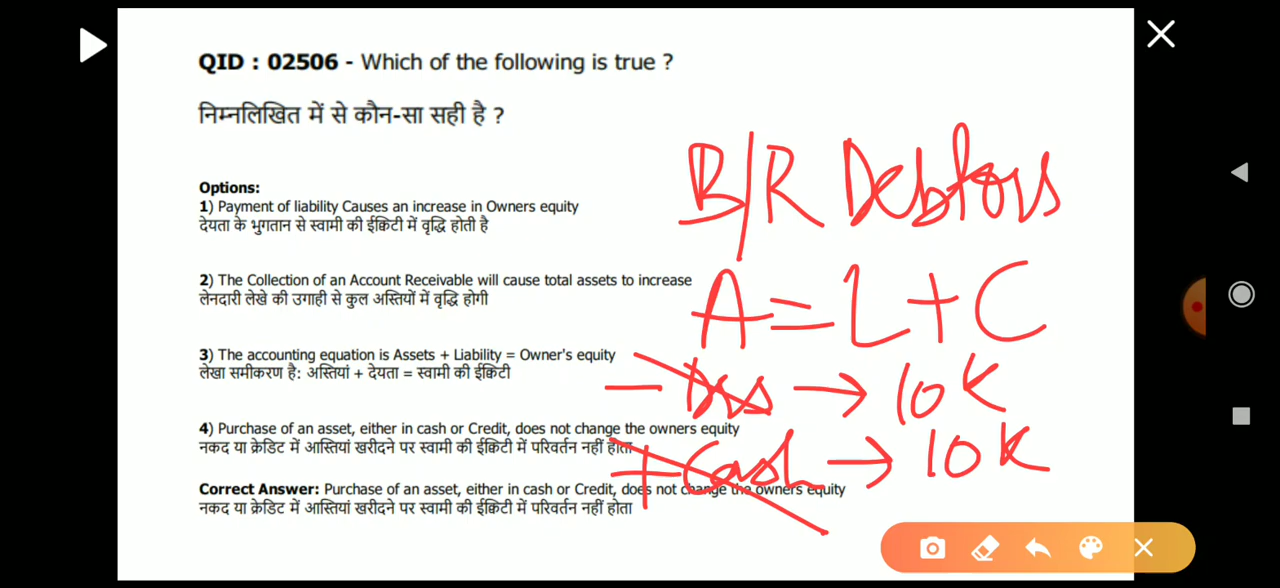 QID : 02506 - Which of the following is true ?
निम्नलिखित में से कौन-सा सही है ?
B/R Debtors
Options:
1) Payment of liability Causes an increase in Owners equity
देयता के भुगतान से स्वामी की ईक्विटी में वृद्धि होती है
2) The Collection of an Account Receivable will cause total assets to increase
लेनदारी लेखे की उगाही से कुल अस्तियों में वृद्धि होगी
A = L + C
3) The accounting equation is Assets + Liability = Owner's equity
लेखा समीकरण है: अस्तियां + देयता = स्वामी की ईक्विटी
→ 10K
4) Purchase of an asset, either in cash or Credit, does not change the owners equity
नकद या क्रेडिट में आस्तियां खरीदने पर स्वामी की ईक्विटी में परिवर्तन नहीं होता
+ Cash → 10K
Correct Answer: Purchase of an asset, either in cash or Credit, does not change the owners equity
नकद या क्रेडिट में आस्तियां खरीदने पर स्वामी की ईक्विटी में परिवर्तन नहीं होता